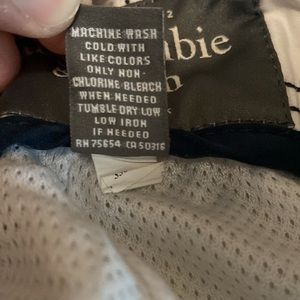 MACHINE WASH
COLD WITH
LIKE COLORS
ONLY NON-
CHLORINE BLEACH
WHEN NEEDED
TUMBLE DRY LOW
LOW IRON
IF NEEDED
RN 75654 CA 50316